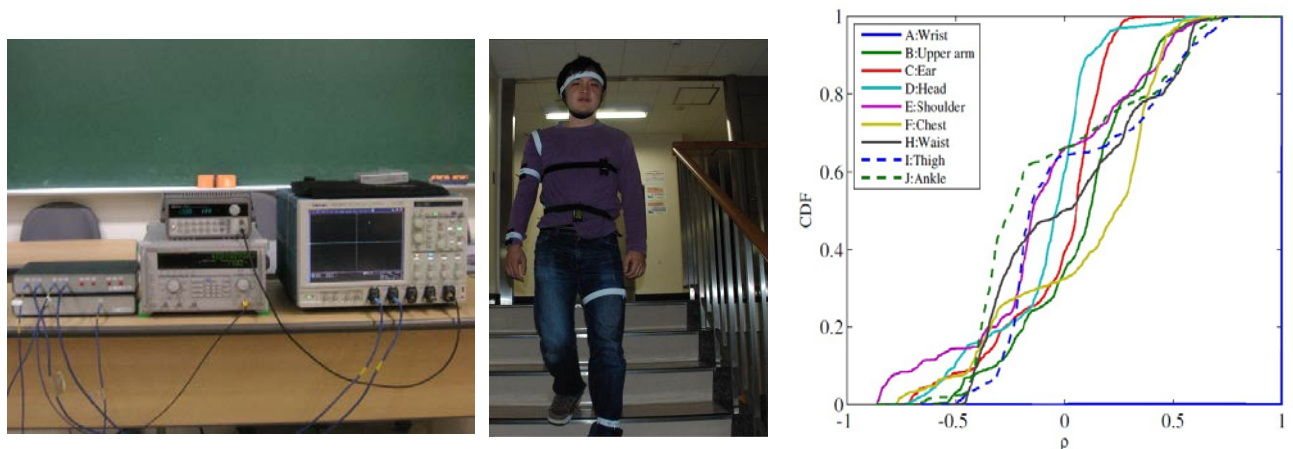 Tektronix
A:Wrist
B:Upper arm
C:Ear
D:Head
E:Shoulder
F:Chest
H:Waist
I:Thigh
J:Ankle
CDF
1
0.8
0.6
0.4
0.2
0
-1
-0.5
0
0.5
1
ρ